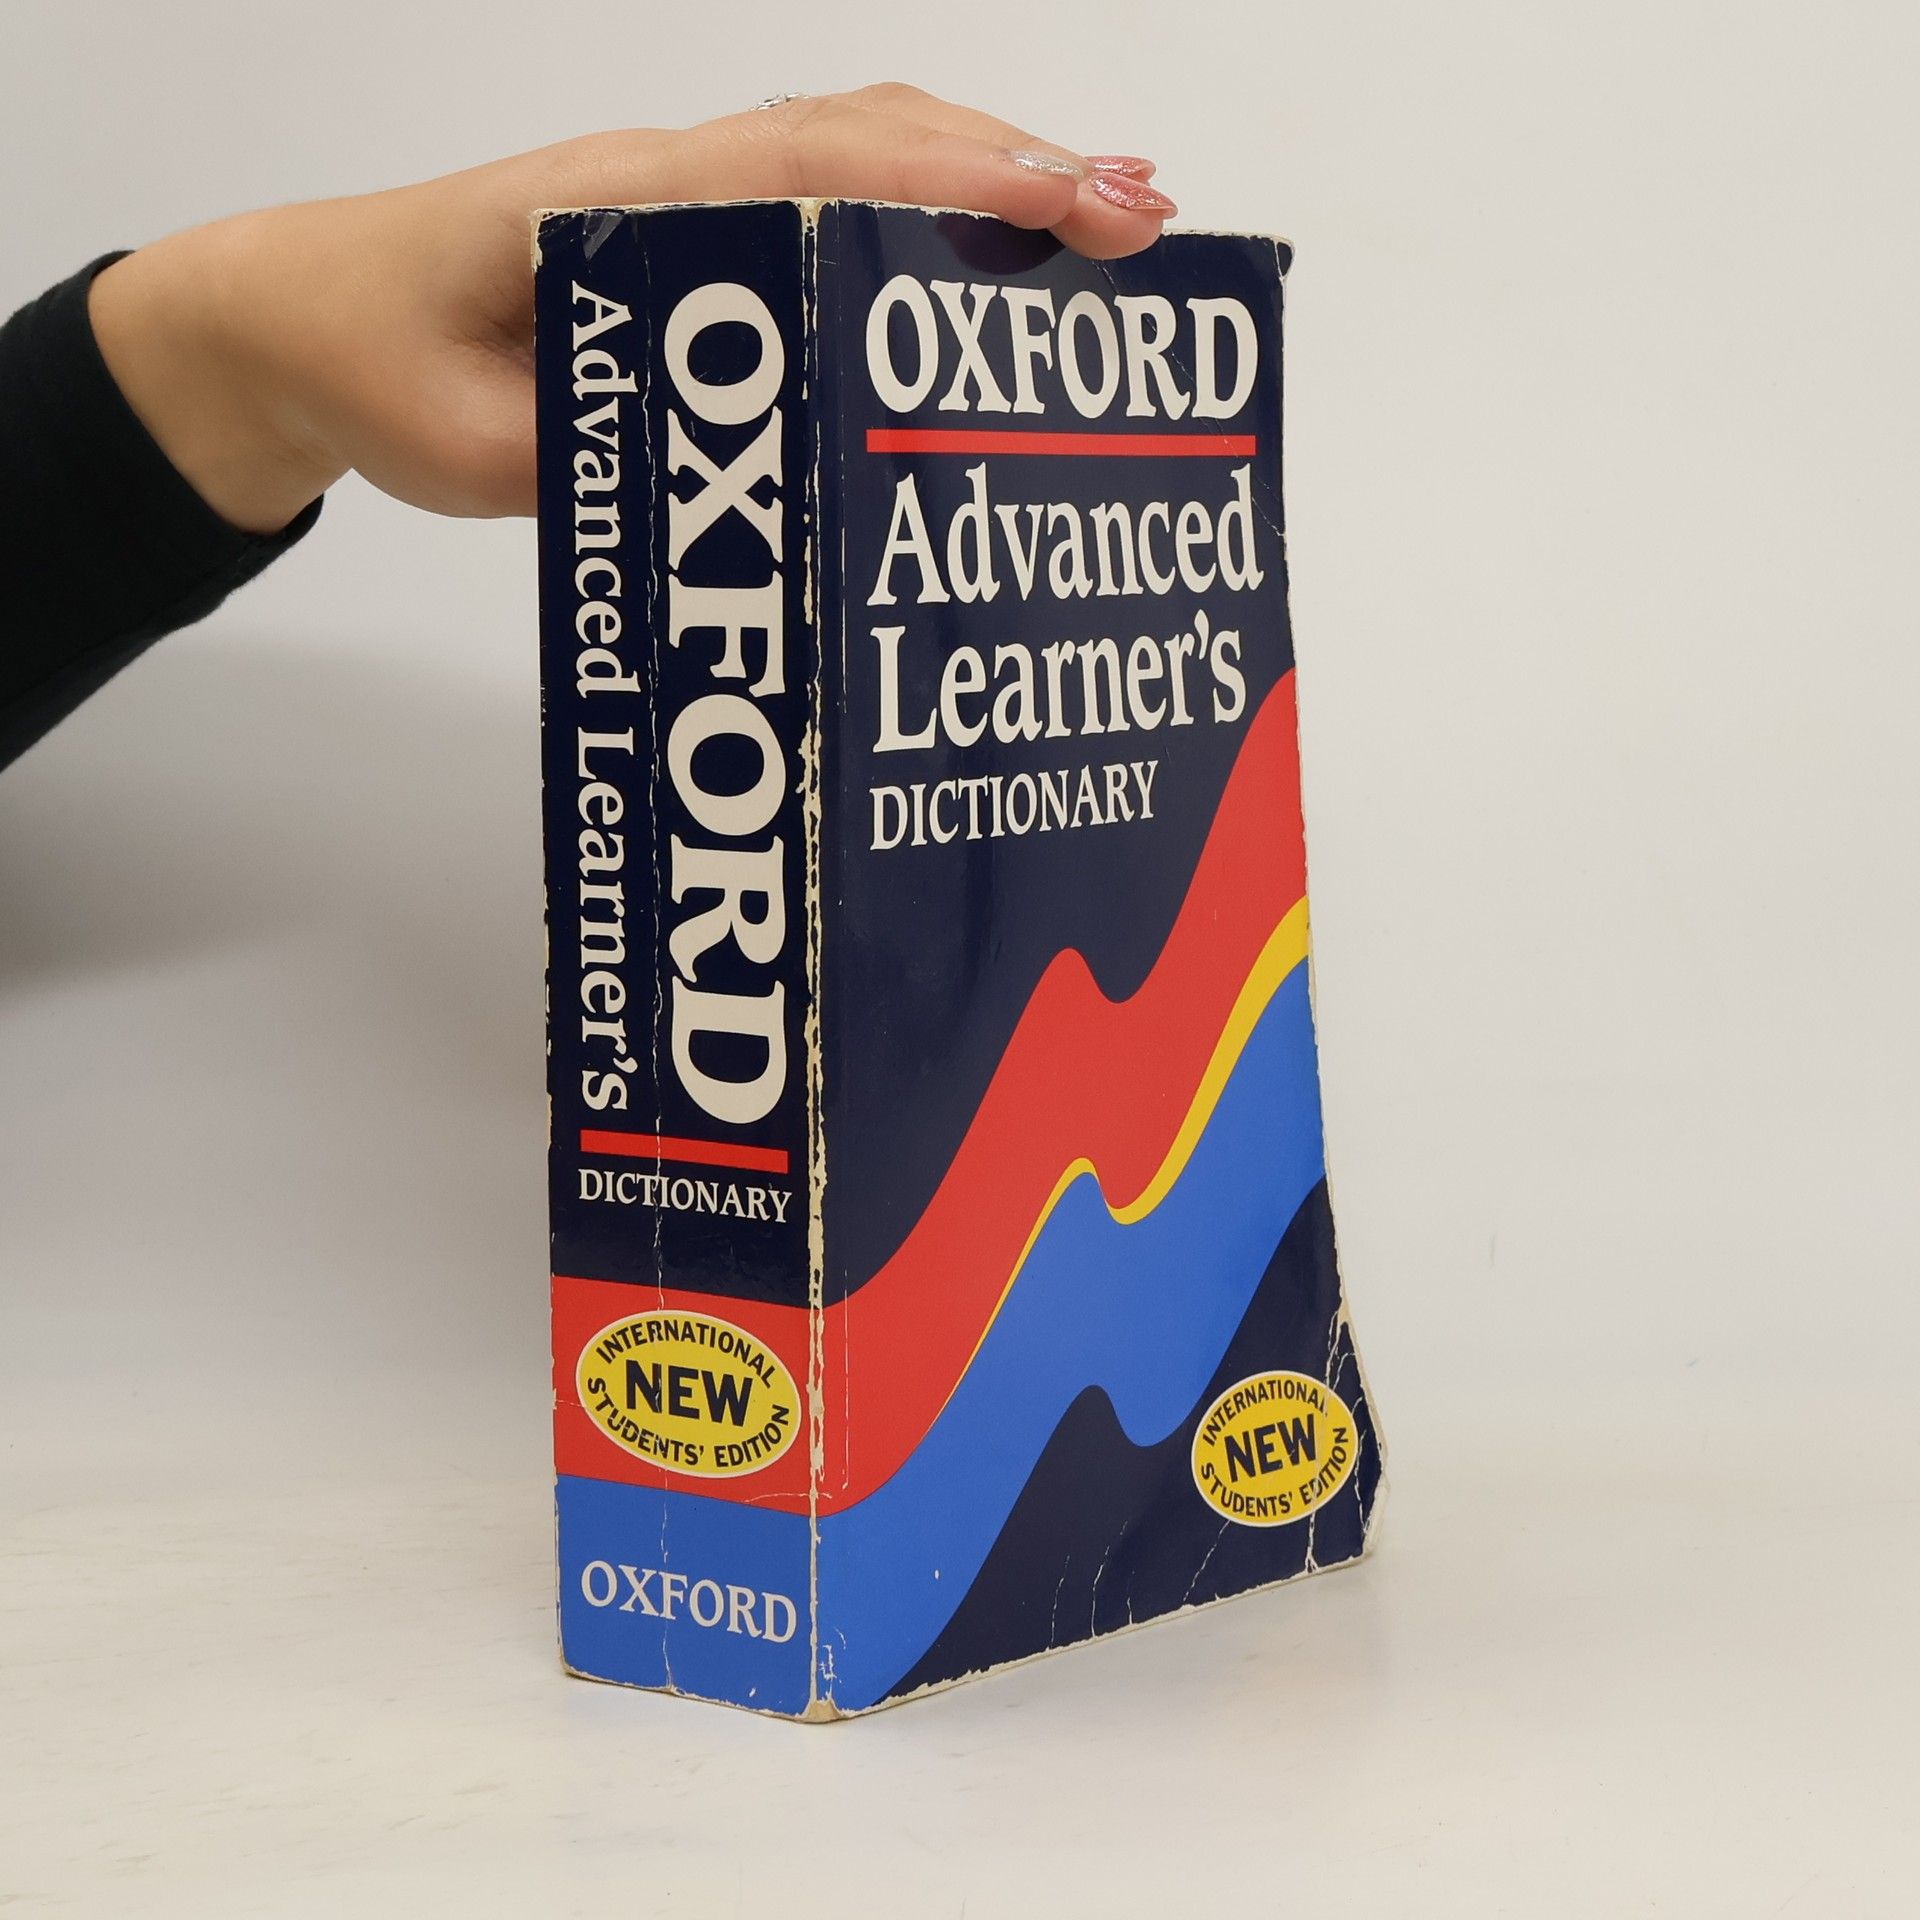 OXFORD
Advanced Learner's
DICTIONARY
INTERNATIONAL
NEW
STUDENTS' EDITION
OXFORD
OXFORD
Advanced
Learner's
DICTIONARY
INTERNATIONAL
NEW
STUDENTS' EDITION